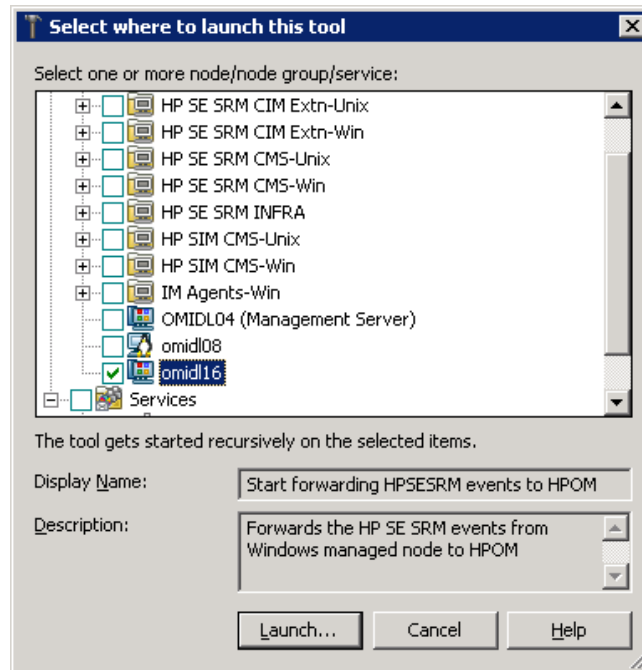 Select where to launch this tool
Select one or more node/node group/service:
HP SE SRM CIM Extn-Unix
HP SE SRM CIM Extn-Win
HP SE SRM CMS-Unix
HP SE SRM CMS-Win
HP SE SRM INFRA
HP SIM CMS-Unix
HP SIM CMS-Win
IM Agents-Win
OMIDL04 (Management Server)
omidl08
omidl16
Services
The tool gets started recursively on the selected items.
Display Name: Start forwarding HPSESRM events to HPOM
Description: Forwards the HP SE SRM events from
Windows managed node to HPOM
Launch... Cancel Help